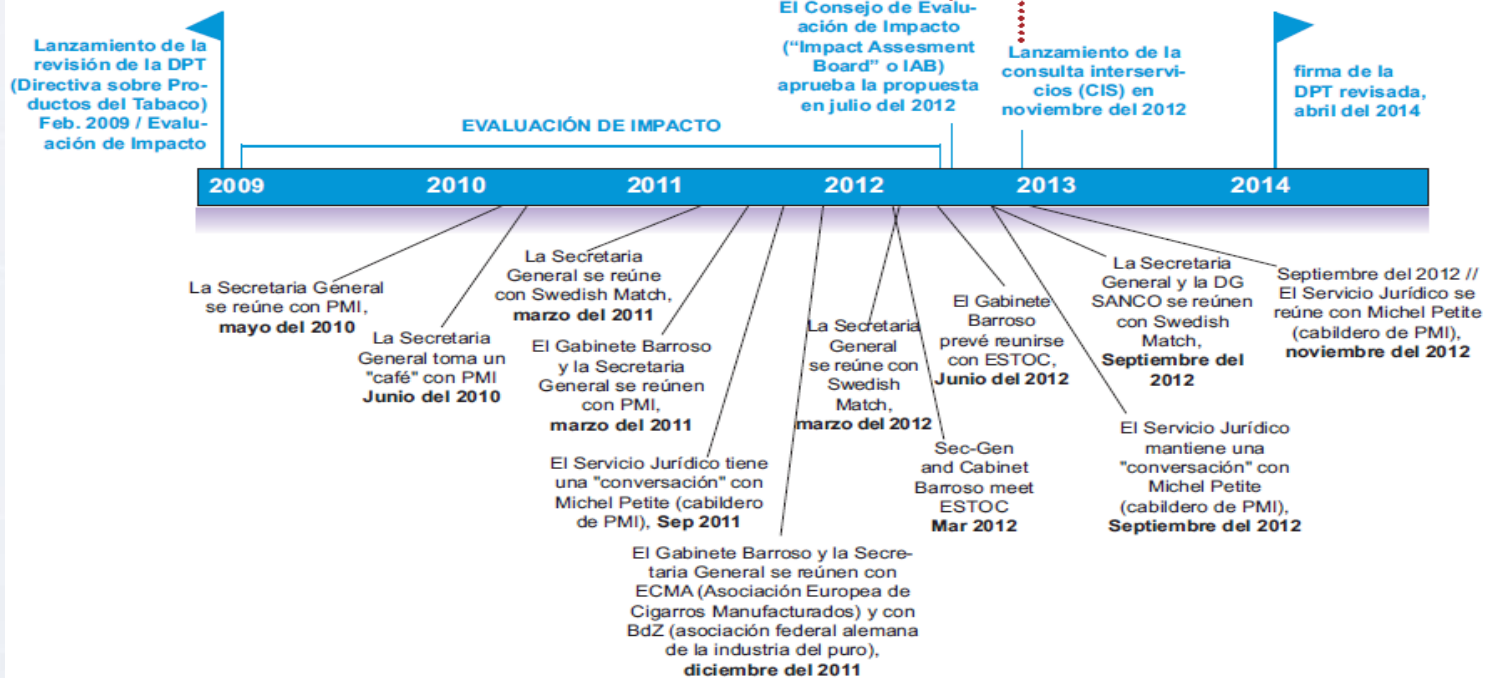 Lanzamiento de la
revisión de la DPT
(Directiva sobre Pro-
ductos del Tabaco)
Feb. 2009 / Evalu-
ación de Impacto
EVALUACIÓN DE IMPACTO
El Consejo de Evalu-
ación de Impacto
(“Impact Assesment
Board” o IAB)
aprueba la propuesta
en julio del 2012
Lanzamiento de la
consulta interservi-
cios (CIS) en
noviembre del 2012
firma de la
DPT revisada,
abril del 2014
2009 2010 2011 2012 2013 2014
La Secretaria General
se reúne con PMI,
mayo del 2010
La Secretaria
General toma un
"café" con PMI
Junio del 2010
La Secretaria
General se reúne
con Swedish Match,
marzo del 2011
El Gabinete Barroso
y la Secretaria
General se reúnen
con PMI,
marzo del 2011
El Servicio Jurídico tiene
una "conversación" con
Michel Petite (cabildero
de PMI), Sep 2011
El Gabinete Barroso y la Secre-
taria General se reúnen con
ECMA (Asociación Europea de
Cigarros Manufacturados) y con
BdZ (asociación federal alemana
de la industria del puro),
diciembre del 2011
La Secretaria
General
se reúne con
Swedish
Match,
marzo del 2012
Sec-Gen
and Cabinet
Barroso meet
ESTOC
Mar 2012
El Gabinete
Barroso
prevé reunirse
con ESTOC,
Junio del 2012
La Secretaria
General y la DG
SANCO se reúnen
con Swedish
Match,
Septiembre del
2012
El Servicio Jurídico
mantiene una
"conversación" con
Michel Petite
(cabildero de PMI),
Septiembre del 2012
Septiembre del 2012 //
El Servicio Jurídico se
reúne con Michel Petite
(cabildero de PMI),
noviembre del 2012